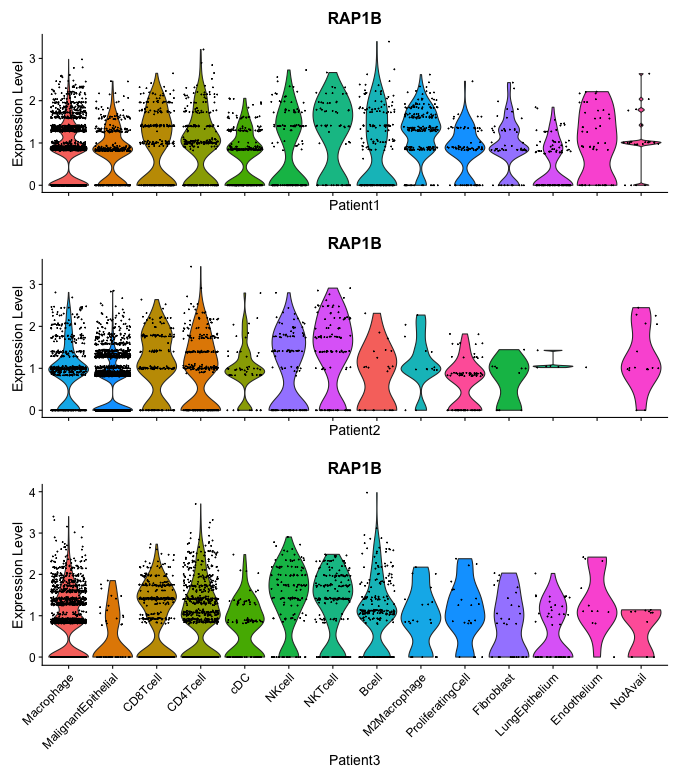 RAP1B
Expression Level
3
2
1
0
Patient1
RAP1B
Expression Level
3
2
1
0
Patient2
RAP1B
Expression Level
4
3
2
1
0
Macrophage
MalignantEpithelial
CD8Tcell
CD4Tcell
cDC
NKcell
NKTcell
Bcell
M2Macrophage
ProliferatingCell
Fibroblast
LungEpithelium
Endothelium
NotAvail
Patient3